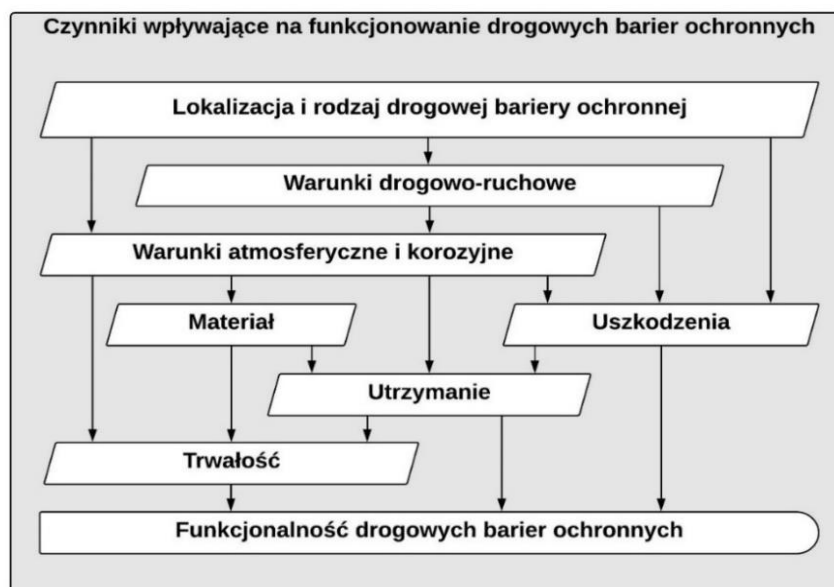 Czynniki wpływające na funkcjonowanie drogowych barier ochronnych
Lokalizacja i rodzaj drogowej bariery ochronnej
Warunki drogowo-ruchowe
Warunki atmosferyczne i korozyjne
Materiał
Uszkodzenia
Utrzymanie
Trwałość
Funkcjonalność drogowych barier ochronnych